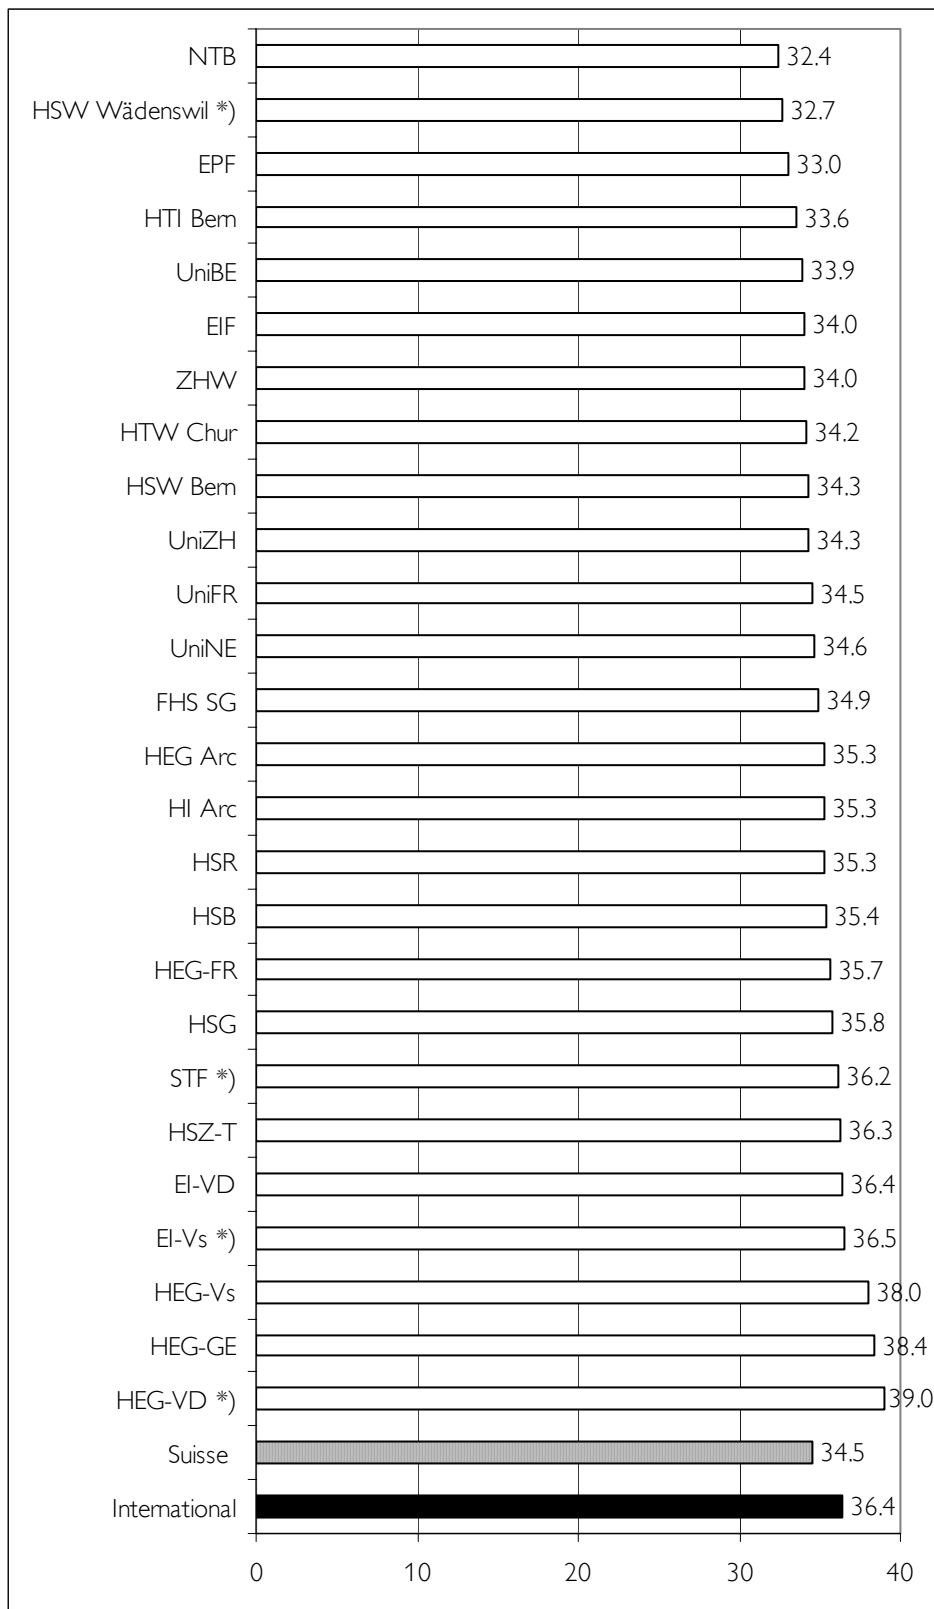 NTB 32.4
HSW Wädenswil *) 32.7
EPF 33.0
HTI Bern 33.6
UniBE 33.9
EIF 34.0
ZHW 34.0
HTW Chur 34.2
HSW Bern 34.3
UniZH 34.3
UniFR 34.5
UniNE 34.6
FHS SG 34.9
HEG Arc 35.3
HI Arc 35.3
HSR 35.3
HSB 35.4
HEG-FR 35.7
HSG 35.8
STF *) 36.2
HSZ-T 36.3
EI-VD 36.4
EI-Vs *) 36.5
HEG-Vs 38.0
HEG-GE 38.4
HEG-VD *) 39.0
Suisse 34.5
International 36.4
0 10 20 30 40